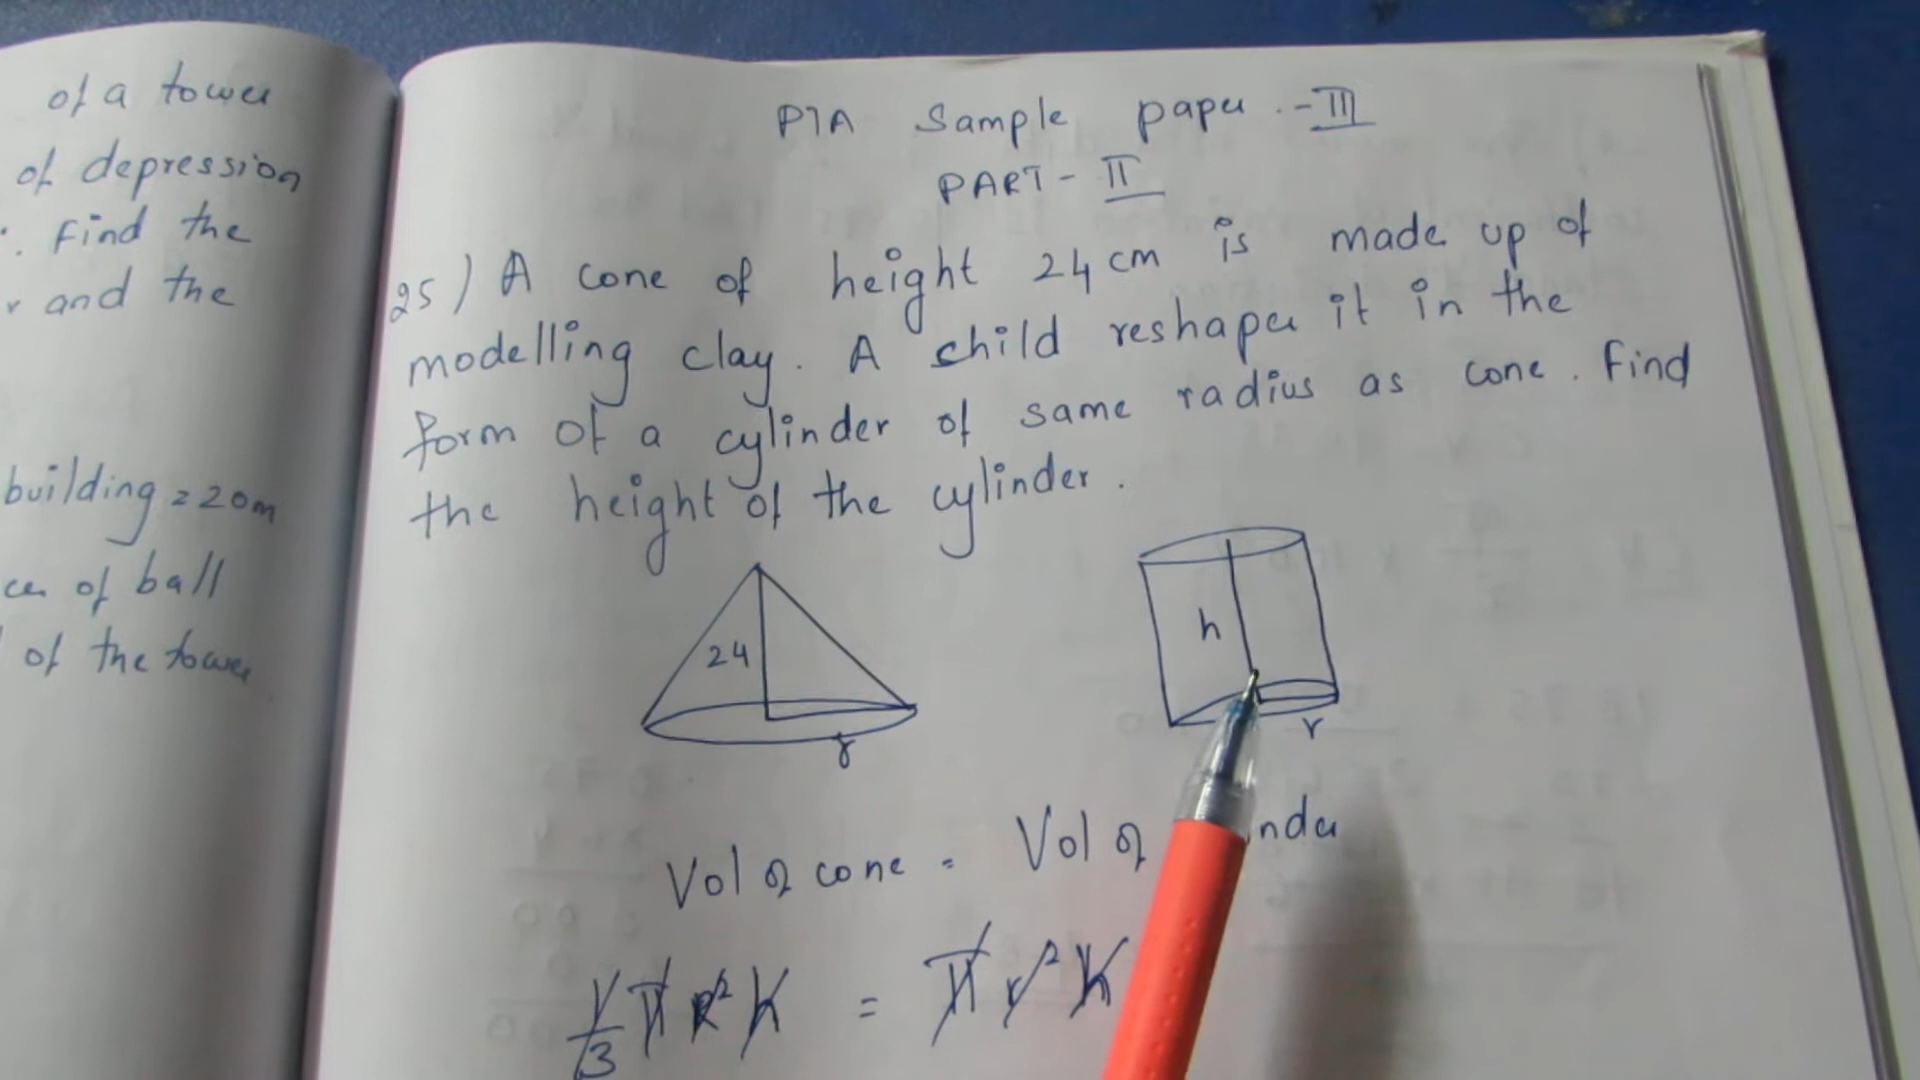 of a tower
of depression
. Find the
r and the
building = 20m
ce of ball
of the tower
PTA Sample paper - III
PART - II
25) A cone of height 24cm is made up of
modelling clay. A child reshaper it in the
form of a cylinder of same radius as cone. Find
the height of the cylinder.
24
r
h
r
Vol of cone = Vol of
1/3 π r² h = π r² h